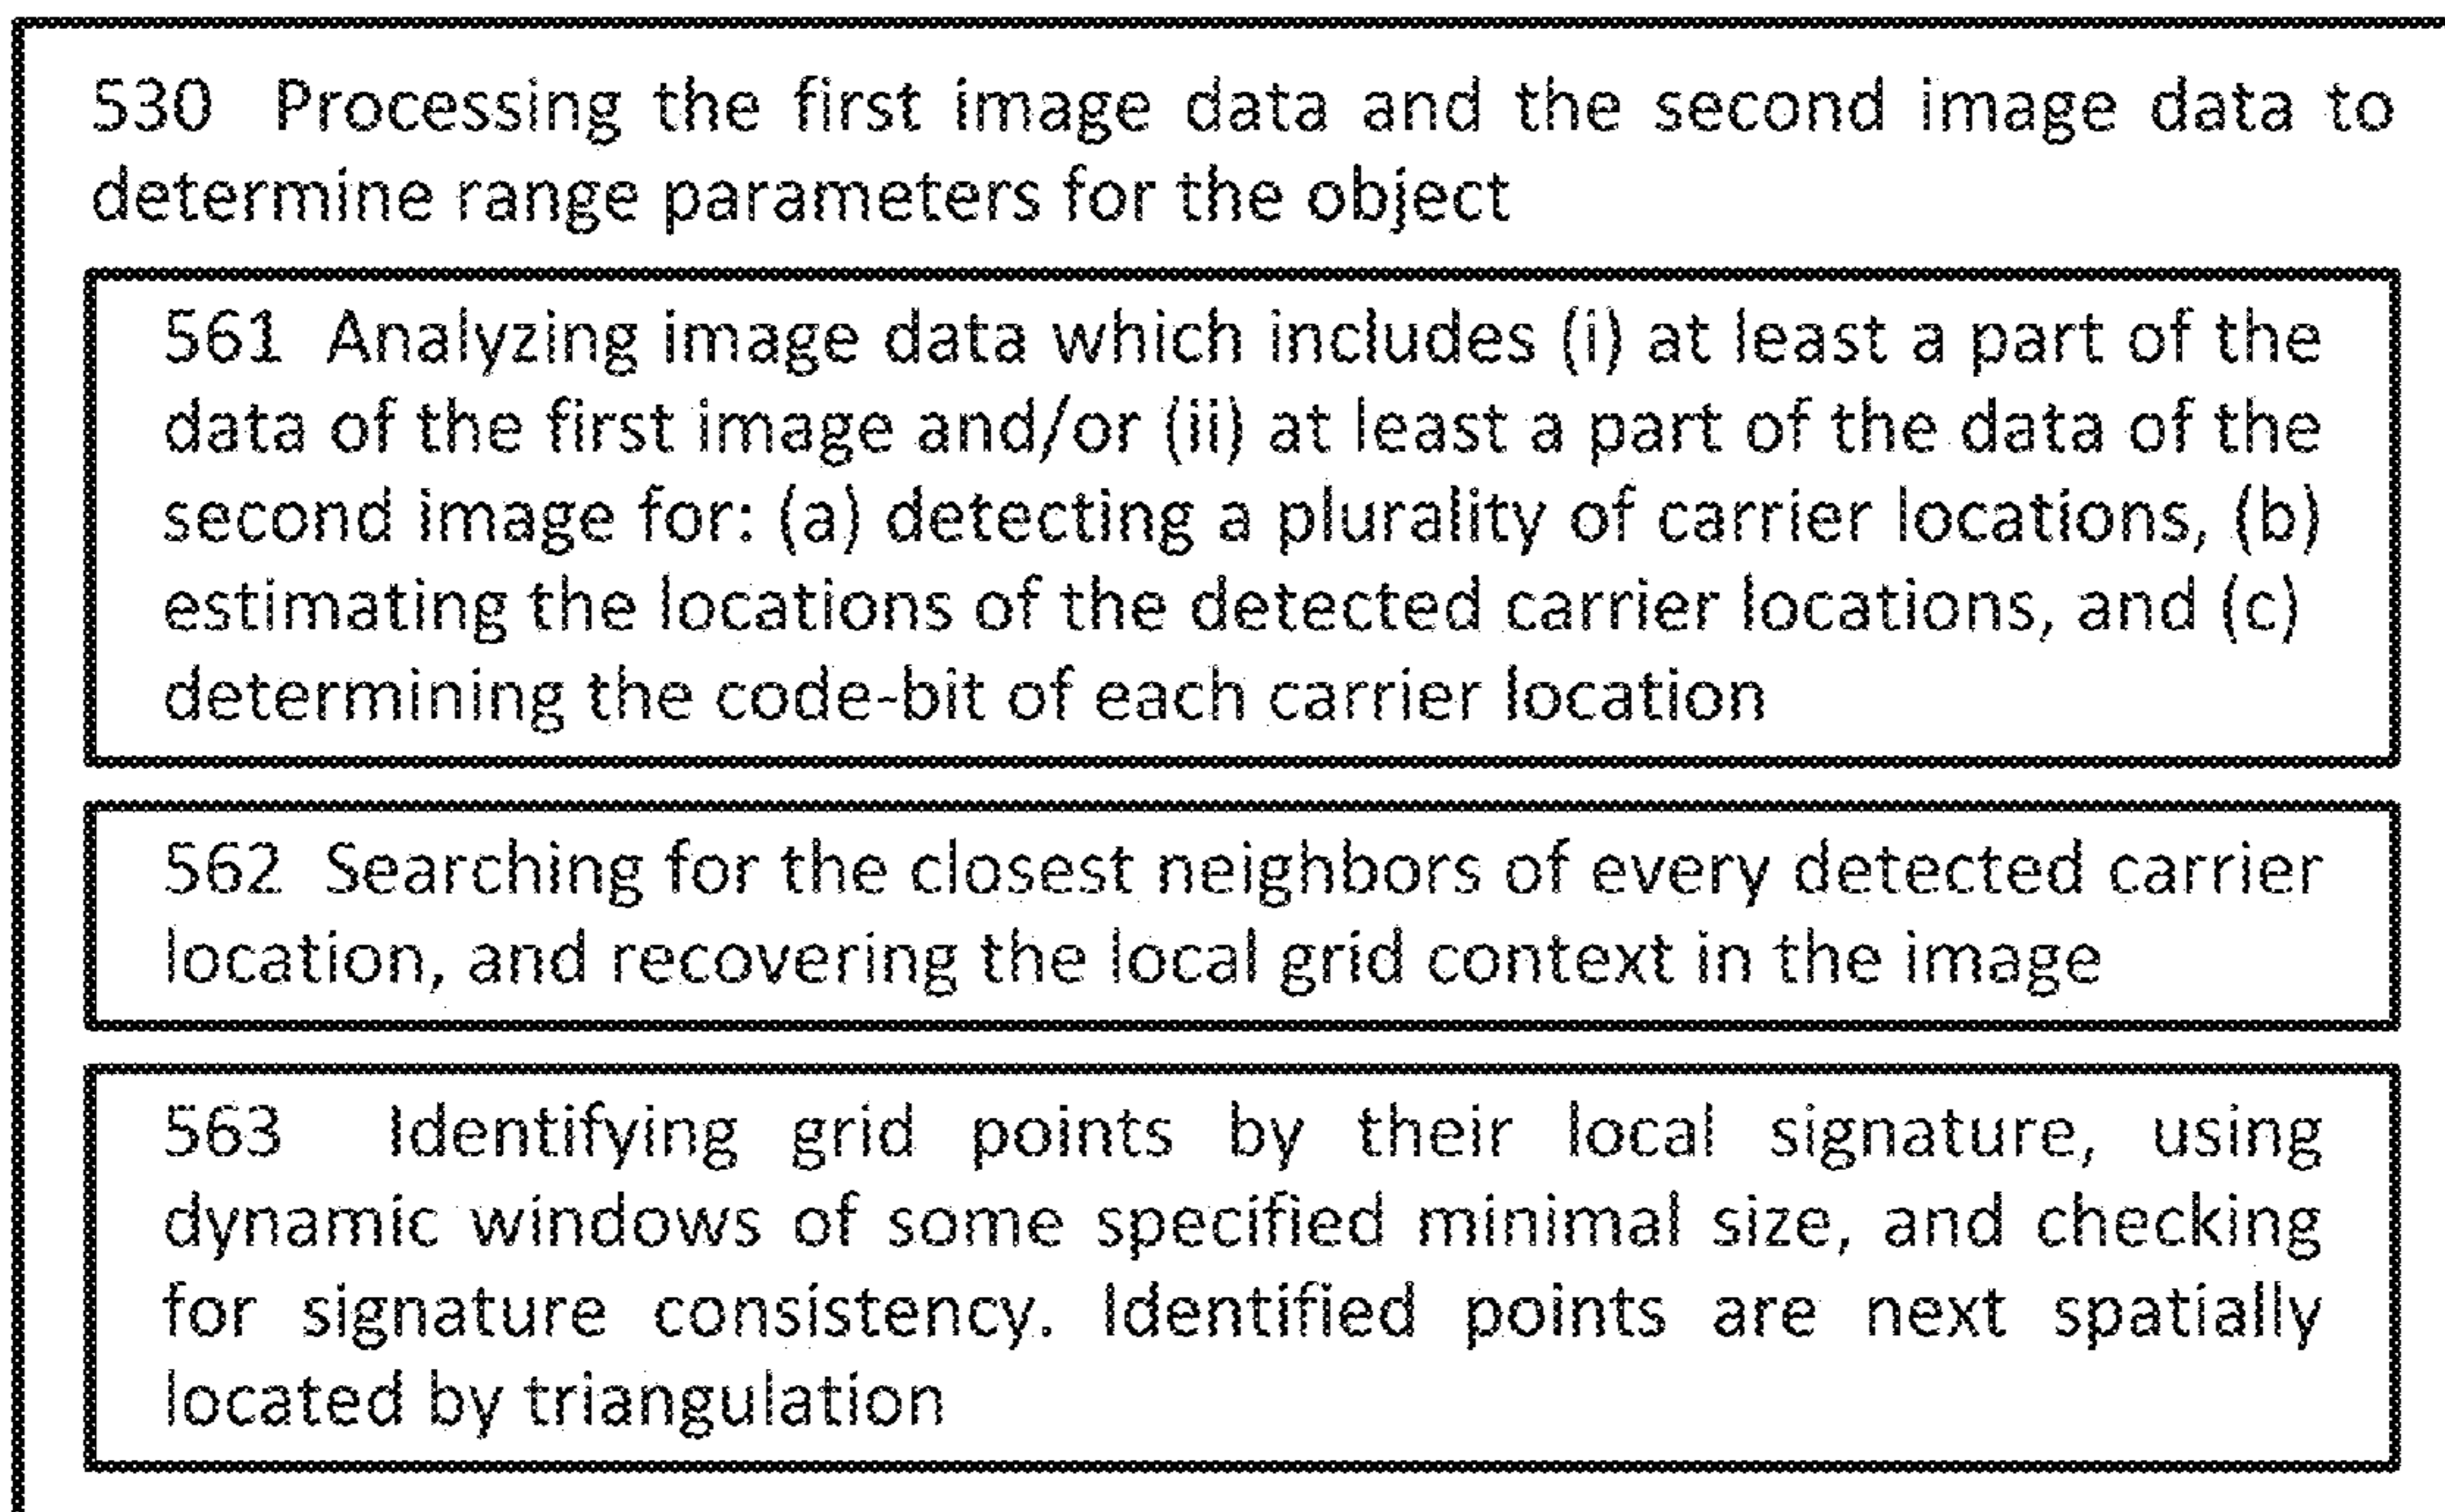 530 Processing the first image data and the second image data to
determine range parameters for the object
561 Analyzing image data which includes (i) at least a part of the
data of the first image and/or (ii) at least a part of the data of the
second image for: (a) detecting a plurality of carrier locations, (b)
estimating the locations of the detected carrier locations, and (c)
determining the code-bit of each carrier location
562 Searching for the closest neighbors of every detected carrier
location, and recovering the local grid context in the image
563 Identifying grid points by their local signature, using
dynamic windows of some specified minimal size, and checking
for signature consistency. Identified points are next spatially
located by triangulation